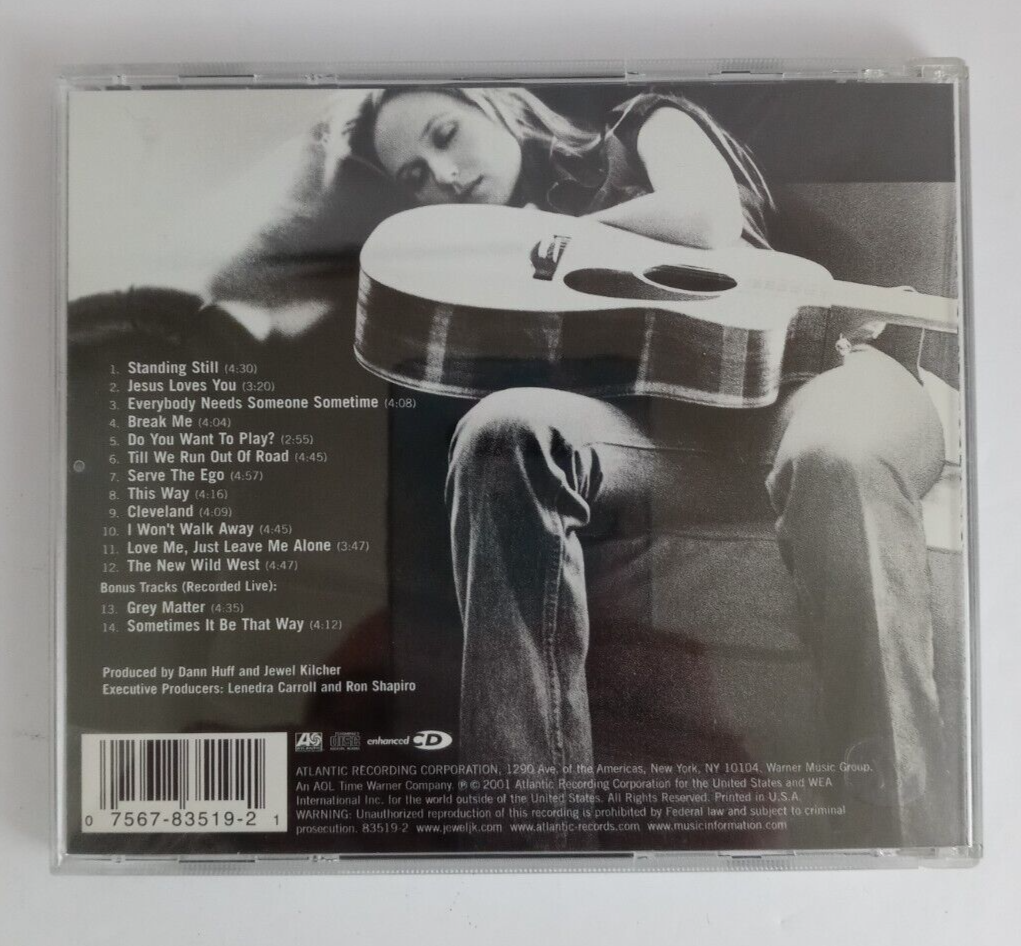 1. Standing Still (4:30)
2. Jesus Loves You (3:20)
3. Everybody Needs Someone Sometime (4:08)
4. Break Me (4:04)
5. Do You Want To Play? (2:55)
6. Till We Run Out Of Road (4:45)
7. Serve The Ego (4:57)
8. This Way (4:16)
9. Cleveland (4:09)
10. I Won't Walk Away (4:45)
11. Love Me, Just Leave Me Alone (3:47)
12. The New Wild West (4:47)
Bonus Tracks (Recorded Live):
13. Grey Matter (4:35)
14. Sometimes It Be That Way (4:12)
Produced by Dann Huff and Jewel Kilcher
Executive Producers: Lenedra Carroll and Ron Shapiro
enhanced CD
ATLANTIC RECORDING CORPORATION, 1290 Ave. of the Americas, New York, NY 10104. Warner Music Group.
An AOL Time Warner Company. ℗ © 2001 Atlantic Recording Corporation for the United States and WEA
International Inc. for the world outside of the United States. All Rights Reserved. Printed in U.S.A.
WARNING: Unauthorized reproduction of this recording is prohibited by Federal law and subject to criminal
prosecution. 83519-2 www.jeweljk.com www.atlantic-records.com www.musicinformation.com
0 7567-83519-2 1